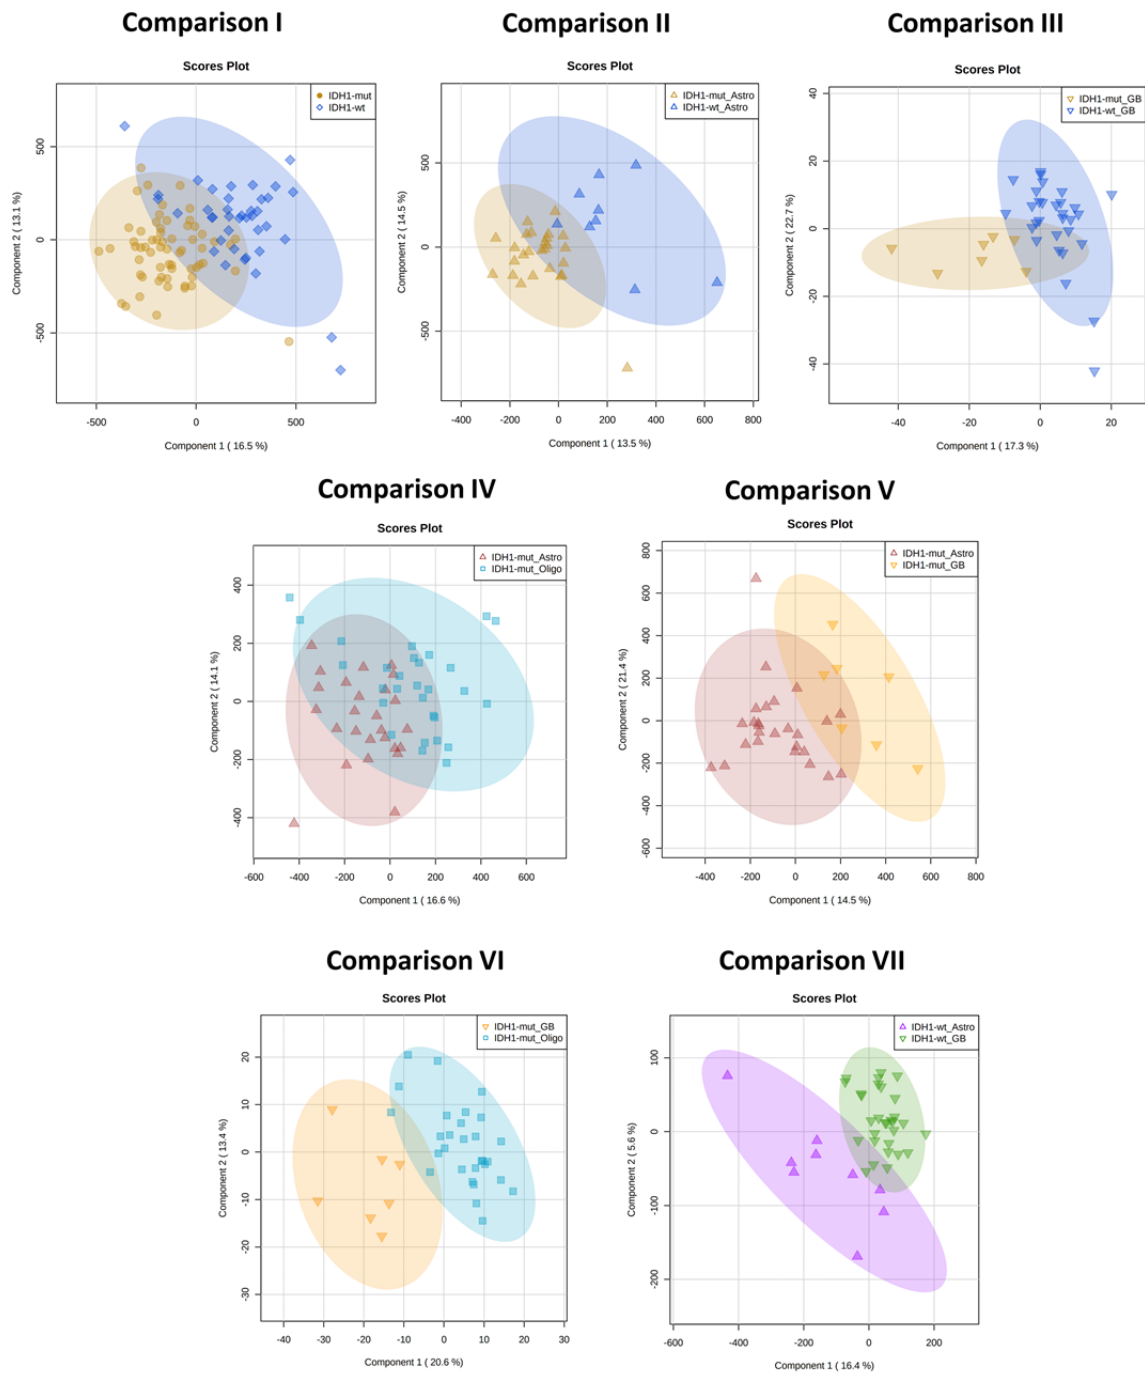 Comparison I
Comparison II
Comparison III
Scores Plot
IDH1-mut
IDH1-wt
500
0
-500
Component 2 ( 13.1 %)
-500
0
500
Component 1 ( 16.5 %)
Scores Plot
IDH1-mut_Astro
IDH1-wt_Astro
500
0
-500
Component 2 ( 14.5 %)
-400
-200
0
200
400
600
800
Component 1 ( 13.5 %)
Scores Plot
IDH1-mut_GB
IDH1-wt_GB
40
20
0
-20
-40
Component 2 ( 22.7 %)
-40
-20
0
20
Component 1 ( 17.3 %)
Comparison IV
Comparison V
Scores Plot
IDH1-mut_Astro
IDH1-mut_Oligo
400
200
0
-200
-400
Component 2 ( 14.1 %)
-600
-400
-200
0
200
400
600
Component 1 ( 16.6 %)
Scores Plot
IDH1-mut_Astro
IDH1-mut_GB
800
600
400
200
0
-200
-400
-600
Component 2 ( 21.4 %)
-400
-200
0
200
400
600
800
Component 1 ( 14.5 %)
Comparison VI
Comparison VII
Scores Plot
IDH1-mut_GB
IDH1-mut_Oligo
20
10
0
-10
-20
-30
Component 2 ( 13.4 %)
-40
-30
-20
-10
0
10
20
30
Component 1 ( 20.6 %)
Scores Plot
IDH1-wt_Astro
IDH1-wt_GB
100
0
-100
-200
Component 2 ( 5.6 %)
-600
-400
-200
0
200
Component 1 ( 16.4 %)